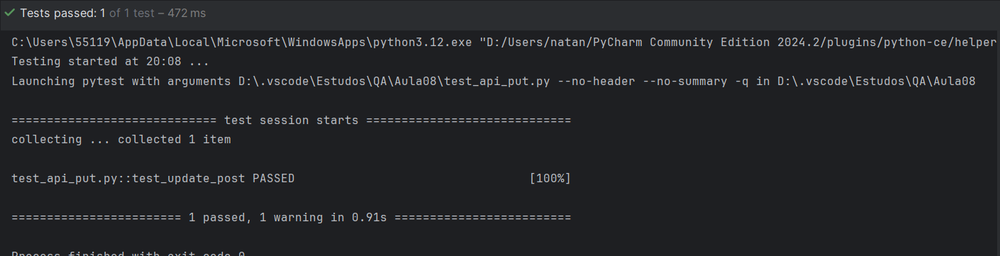 Tests passed: 1 of 1 test – 472 ms
C:\Users\55119\AppData\Local\Microsoft\WindowsApps\python3.12.exe "D:/Users/natan/PyCharm Community Edition 2024.2/plugins/python-ce/helper
Testing started at 20:08 ...
Launching pytest with arguments D:\.vscode\Estudos\QA\Aula08\test_api_put.py --no-header --no-summary -q in D:\.vscode\Estudos\QA\Aula08
============================= test session starts =============================
collecting ... collected 1 item
test_api_put.py::test_update_post PASSED [100%]
======================== 1 passed, 1 warning in 0.91s =========================
Process finished with exit code 0